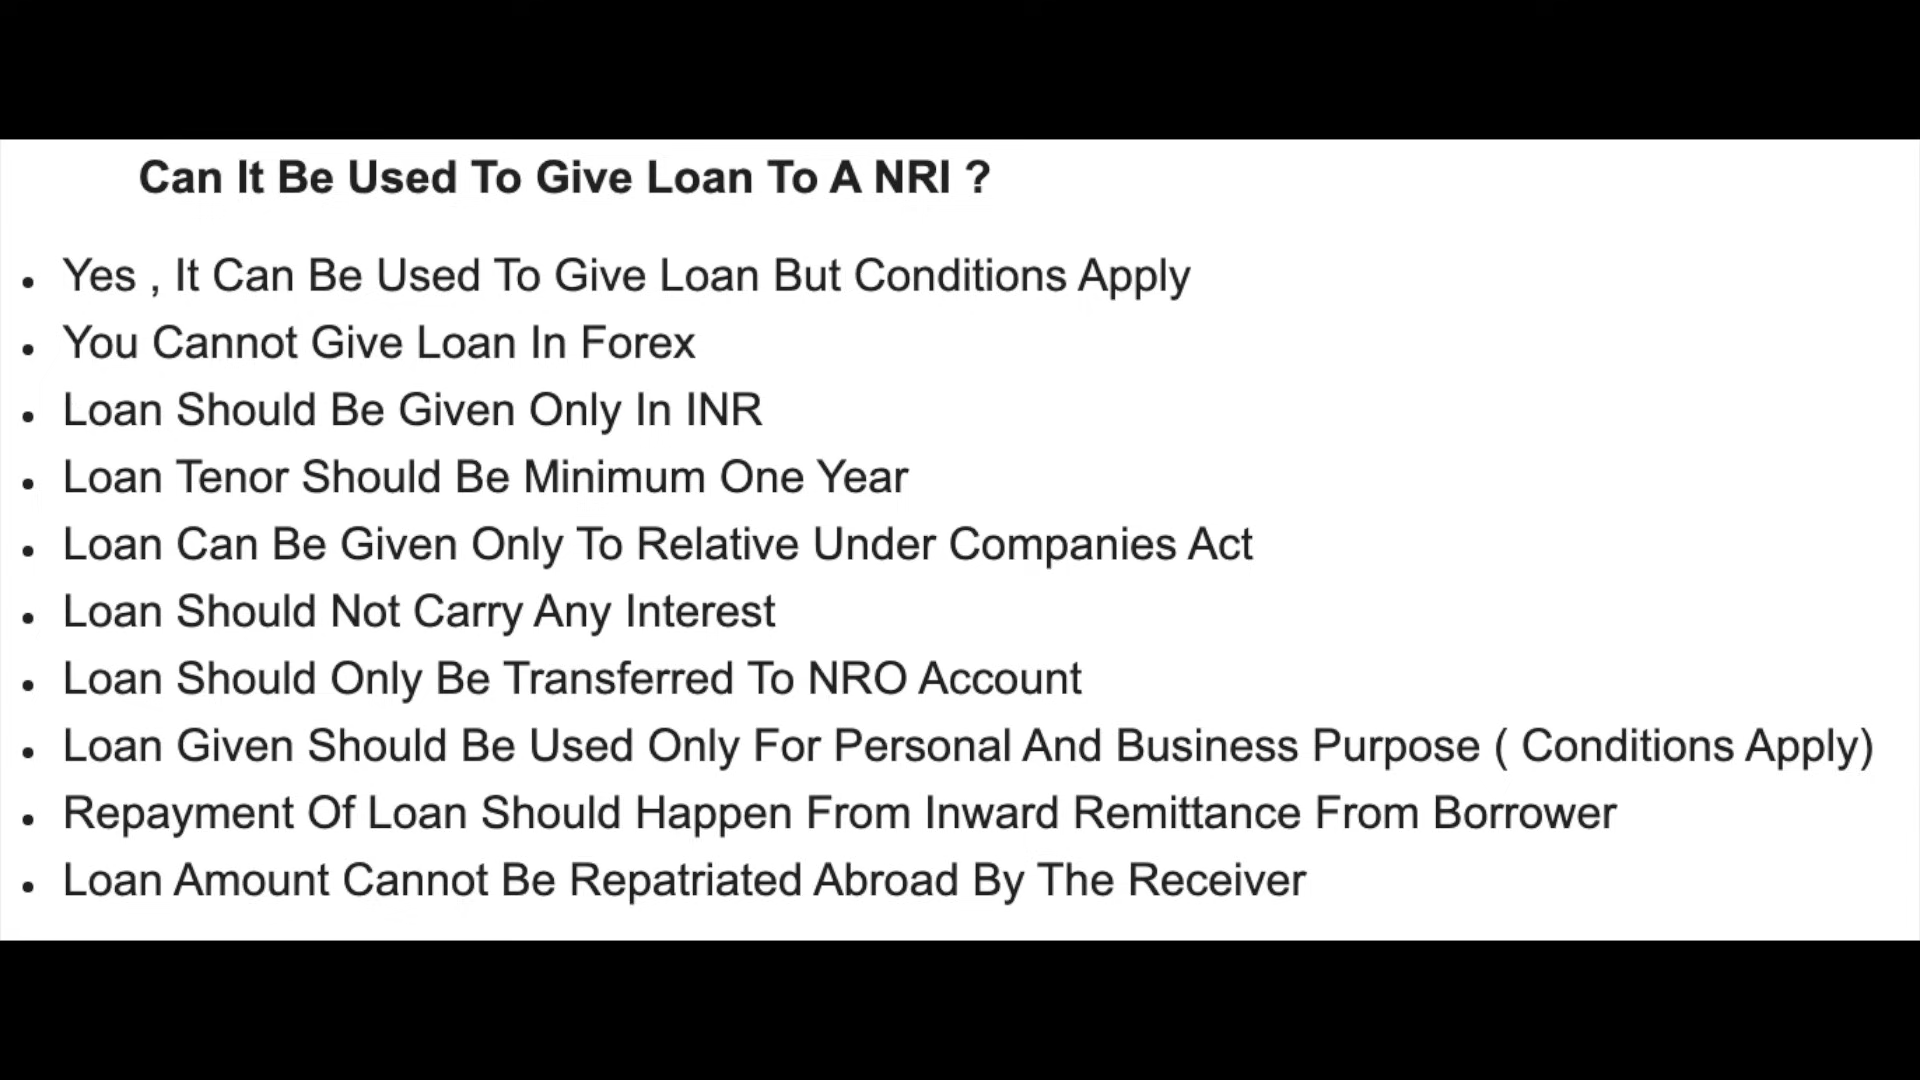 Can It Be Used To Give Loan To A NRI ?
• Yes , It Can Be Used To Give Loan But Conditions Apply
• You Cannot Give Loan In Forex
• Loan Should Be Given Only In INR
• Loan Tenor Should Be Minimum One Year
• Loan Can Be Given Only To Relative Under Companies Act
• Loan Should Not Carry Any Interest
• Loan Should Only Be Transferred To NRO Account
• Loan Given Should Be Used Only For Personal And Business Purpose ( Conditions Apply)
• Repayment Of Loan Should Happen From Inward Remittance From Borrower
• Loan Amount Cannot Be Repatriated Abroad By The Receiver